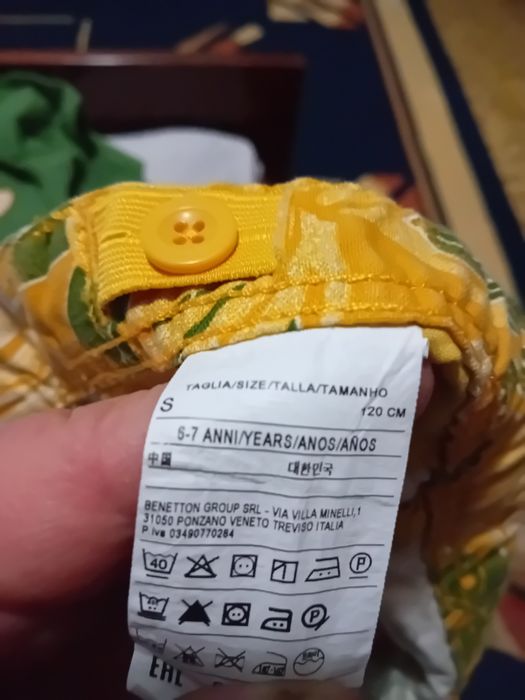 TAGLIA/SIZE/TALLA/TAMANHO
S 120 CM
6-7 ANNI/YEARS/ANOS/AÑOS
中国 대한민국
BENETTON GROUP SRL - VIA VILLA MINELLI,1
31050 PONZANO VENETO TREVISO ITALIA
P.Iva 03490770264
40 P
P
EAC